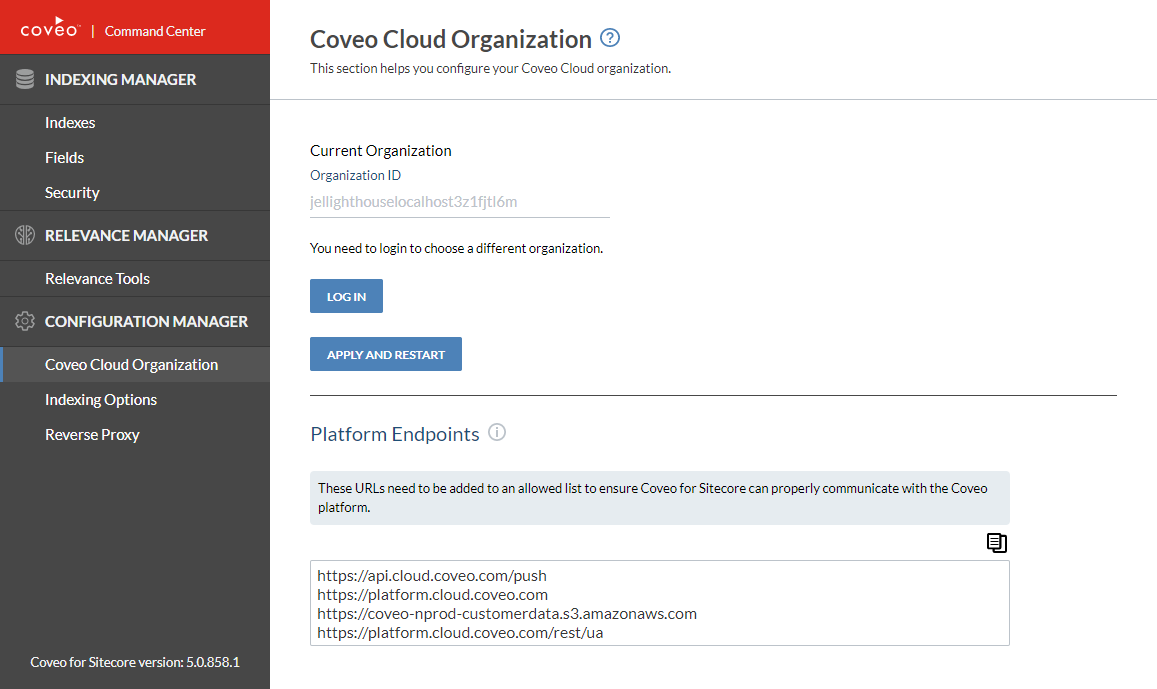 coveo™ | Command Center
INDEXING MANAGER
Indexes
Fields
Security
RELEVANCE MANAGER
Relevance Tools
CONFIGURATION MANAGER
Coveo Cloud Organization
Indexing Options
Reverse Proxy
Coveo for Sitecore version: 5.0.858.1
Coveo Cloud Organization ?
This section helps you configure your Coveo Cloud organization.
Current Organization
Organization ID
jellighthouselocalhost3z1fjtl6m
You need to login to choose a different organization.
LOG IN
APPLY AND RESTART
Platform Endpoints i
These URLs need to be added to an allowed list to ensure Coveo for Sitecore can properly communicate with the Coveo
platform.
https://api.cloud.coveo.com/push
https://platform.cloud.coveo.com
https://coveo-nprod-customerdata.s3.amazonaws.com
https://platform.cloud.coveo.com/rest/ua